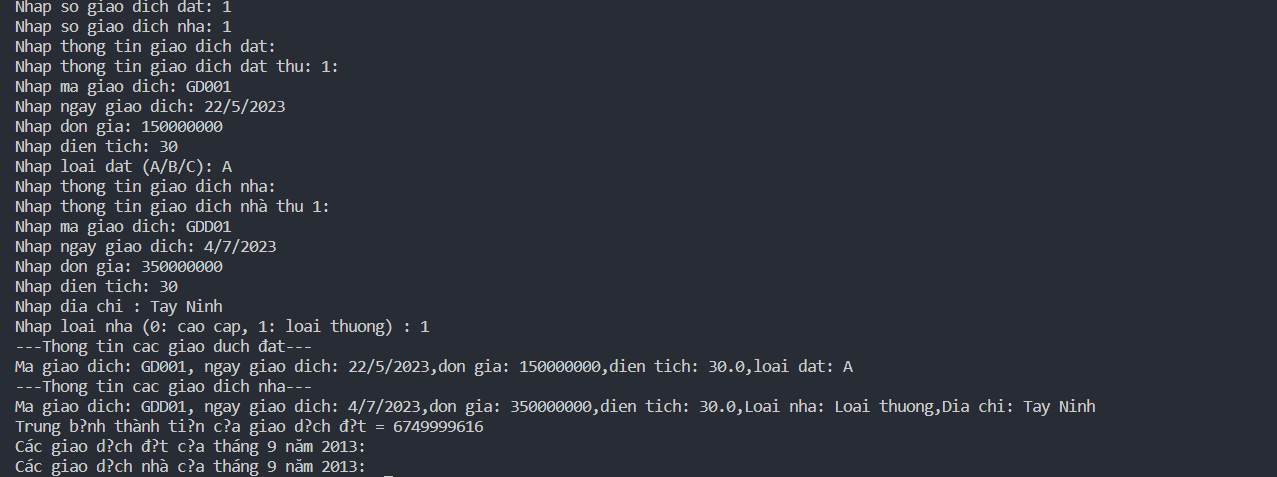 Nhap so giao dich dat: 1
Nhap so giao dich nha: 1
Nhap thong tin giao dich dat:
Nhap thong tin giao dich dat thu: 1:
Nhap ma giao dich: GD001
Nhap ngay giao dich: 22/5/2023
Nhap don gia: 150000000
Nhap dien tich: 30
Nhap loai dat (A/B/C): A
Nhap thong tin giao dich nha:
Nhap thong tin giao dich nhà thu 1:
Nhap ma giao dich: GDD01
Nhap ngay giao dich: 4/7/2023
Nhap don gia: 350000000
Nhap dien tich: 30
Nhap dia chi : Tay Ninh
Nhap loai nha (0: cao cap, 1: loai thuong) : 1
---Thong tin cac giao duch đat---
Ma giao dich: GD001, ngay giao dich: 22/5/2023,don gia: 150000000,dien tich: 30.0,loai dat: A
---Thong tin cac giao dich nha---
Ma giao dich: GDD01, ngay giao dich: 4/7/2023,don gia: 350000000,dien tich: 30.0,Loai nha: Loai thuong,Dia chi: Tay Ninh
Trung b?nh thành ti?n c?a giao d?ch đ?t = 6749999616
Các giao d?ch đ?t c?a tháng 9 năm 2013:
Các giao d?ch nhà c?a tháng 9 năm 2013: